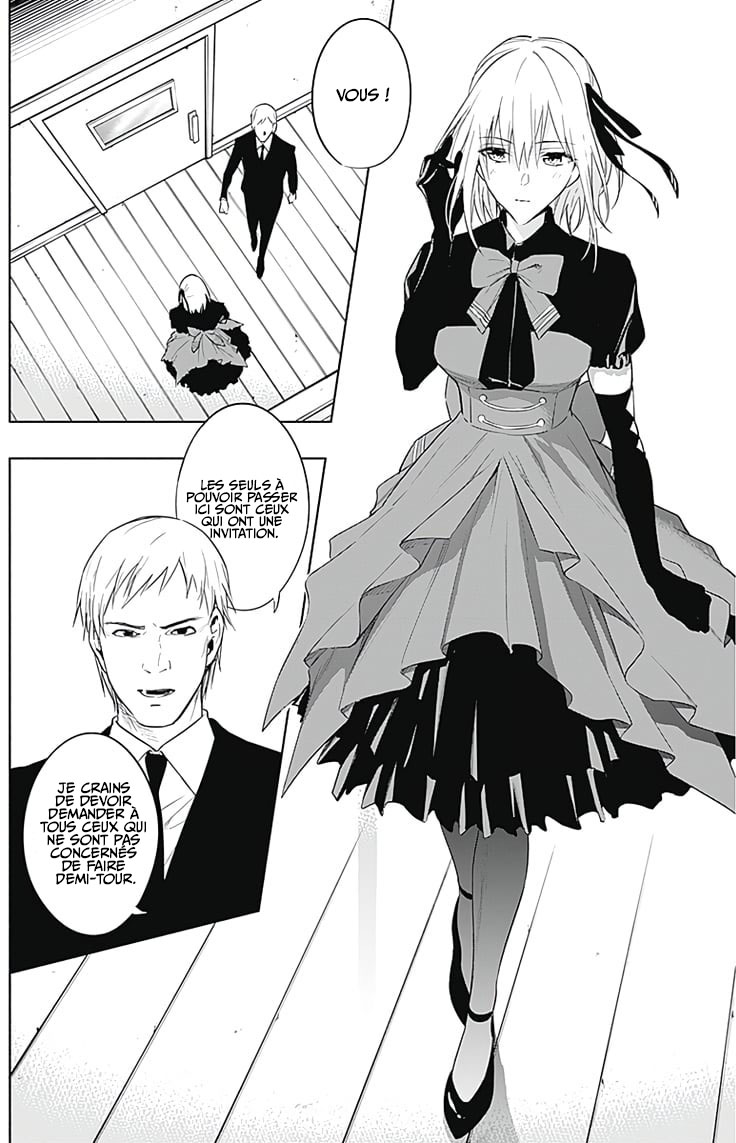 VOUS !
LES SEULS À
POUVOIR PASSER
ICI SONT CEUX
QUI ONT UNE
INVITATION.
JE CRAINS
DE DEVOIR
DEMANDER À
TOUS CEUX QUI
NE SONT PAS
CONCERNÉS
DE FAIRE
DEMI-TOUR.